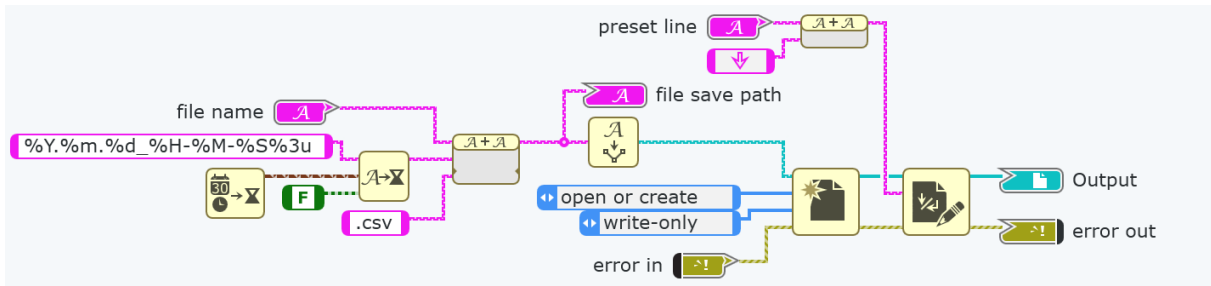 preset line
A
A+A
file name
A
A
file save path
%Y.%m.%d_%H-%M-%S%3u
A+A
A
30
A
F
.csv
open or create
write-only
Output
error in
!
!
error out